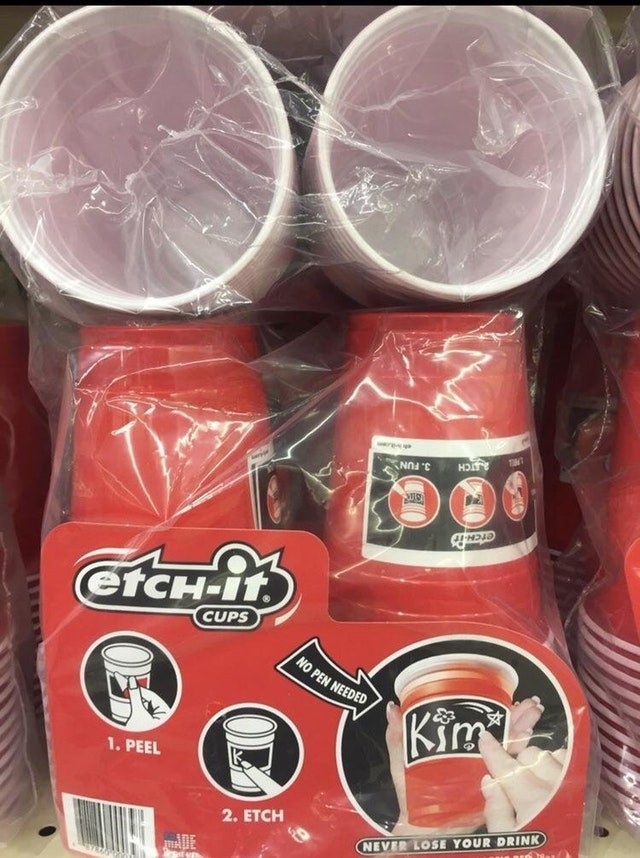 1. PEEL
2. ETCH
3. FUN
etcH-it
etcH-it®
CUPS
NO PEN NEEDED
Kim
K
1. PEEL
2. ETCH
MADE
NEVER LOSE YOUR DRINK